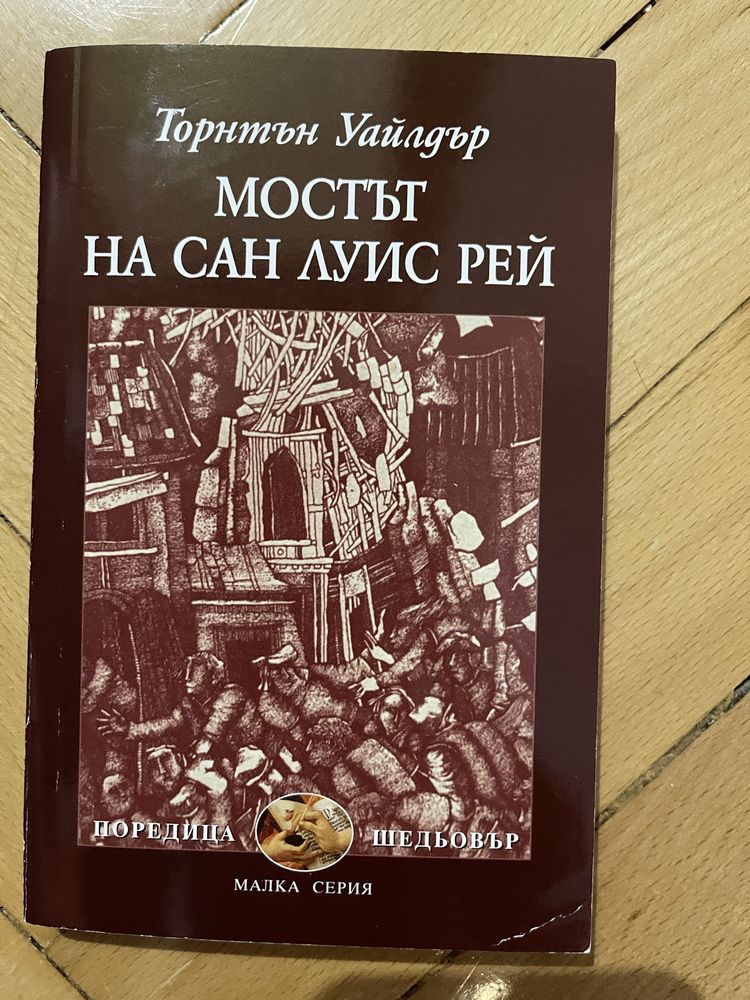 Торнтън Уайлдър
МОСТЪТ
НА САН ЛУИС РЕЙ
ПОРЕДИЦА ШЕДЬОВЪР
МАЛКА СЕРИЯ